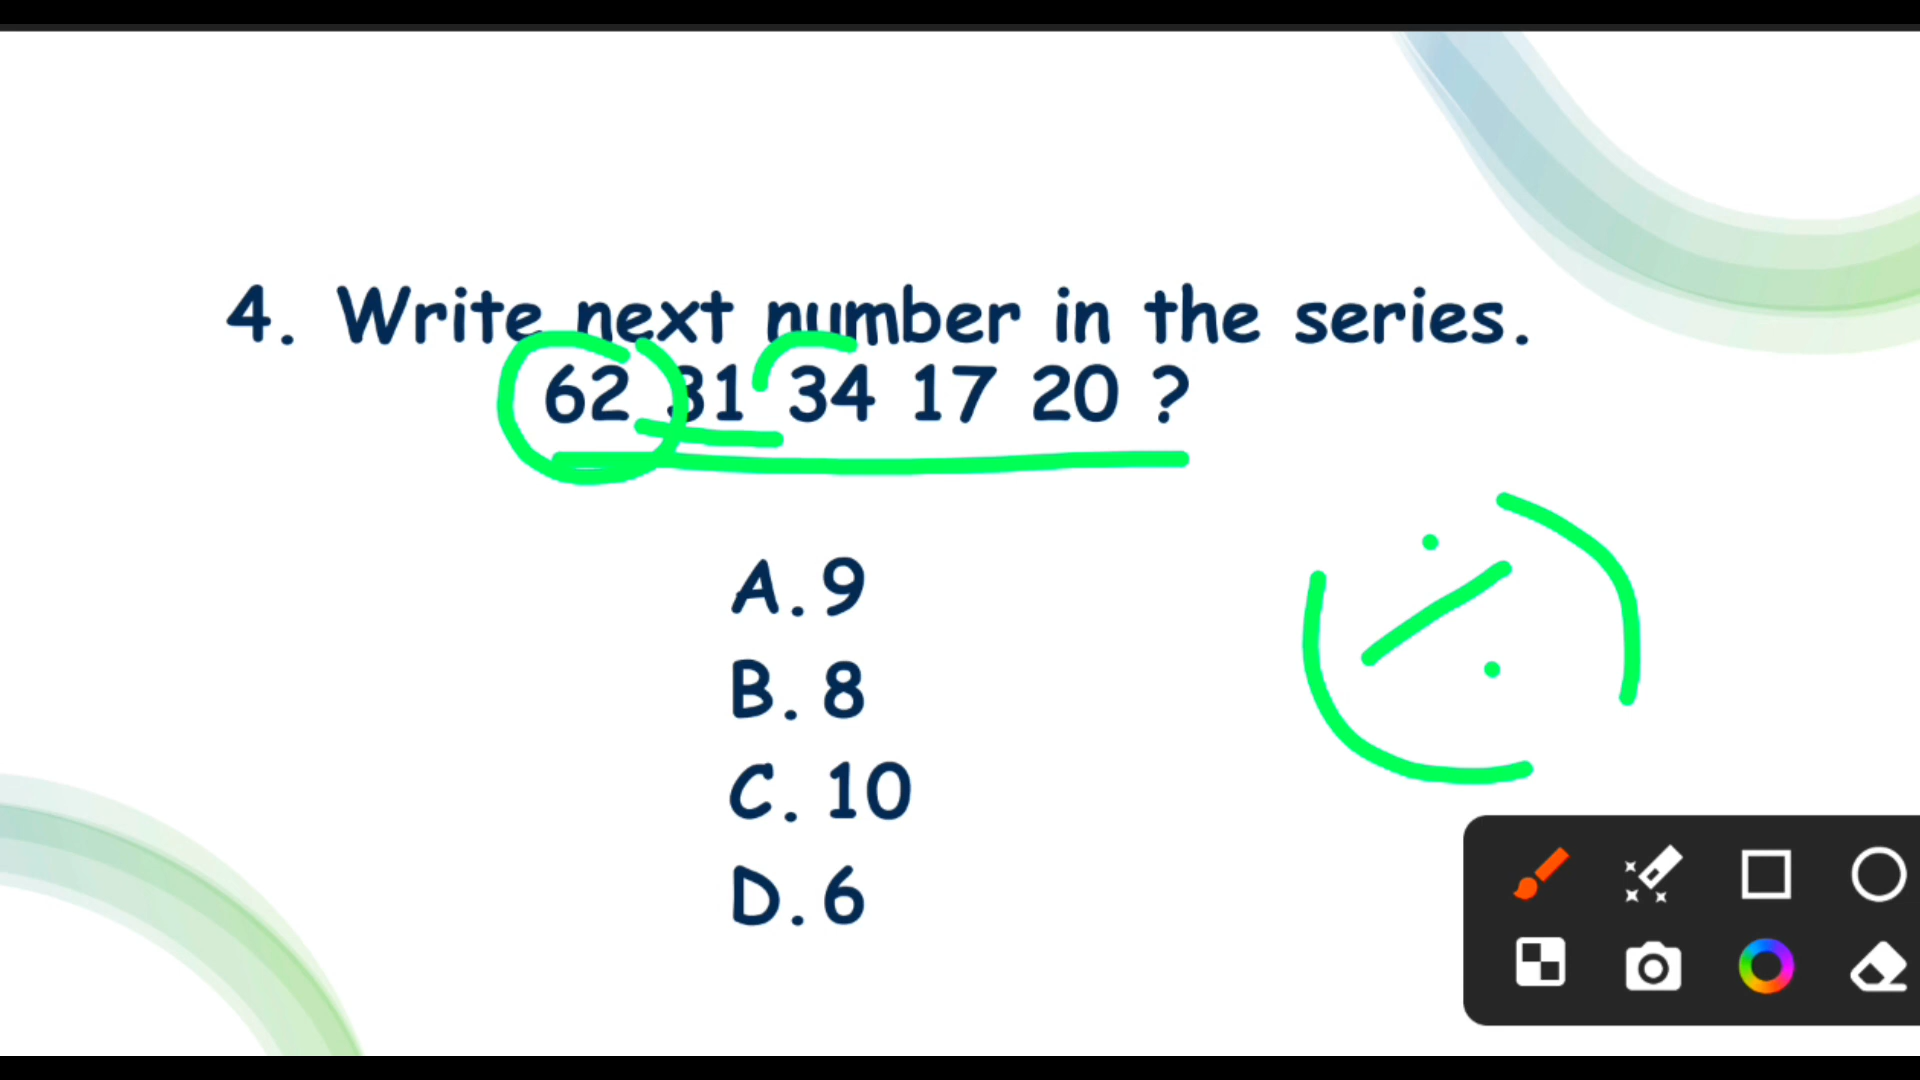 4. Write next number in the series.
62 31 34 17 20 ?
A. 9
B. 8
C. 10
D. 6